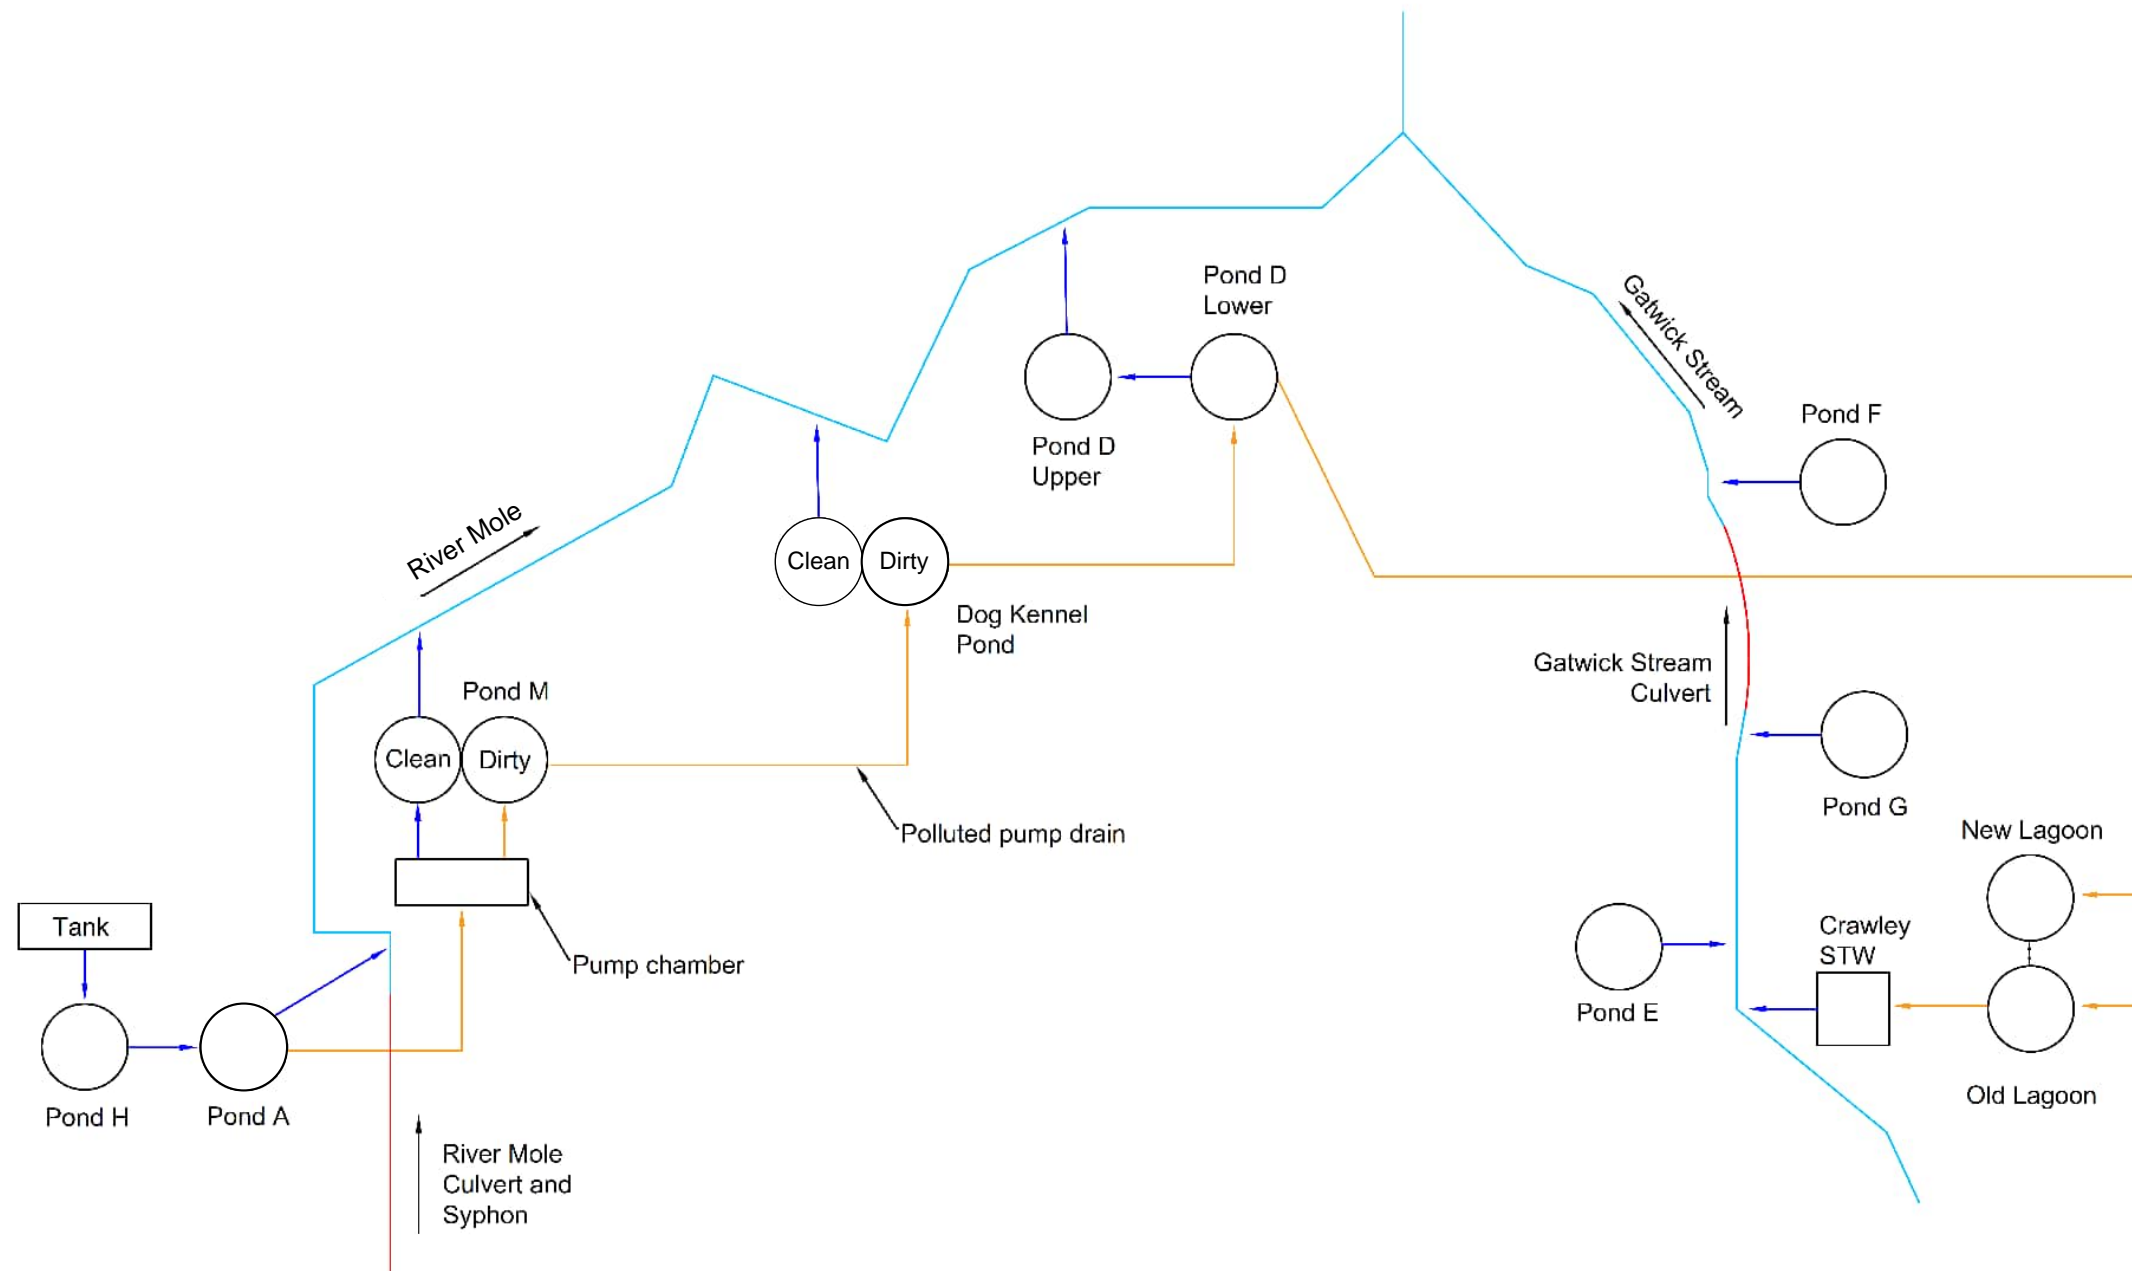 Pond D
Lower
Gatwick Stream
Pond F
Pond D
Upper
River Mole
Clean
Dirty
Dog Kennel
Pond
Gatwick Stream
Culvert
Pond M
Clean
Dirty
Pond G
Polluted pump drain
New Lagoon
Tank
Crawley
STW
Pump chamber
Pond E
Old Lagoon
Pond H
Pond A
River Mole
Culvert and
Syphon